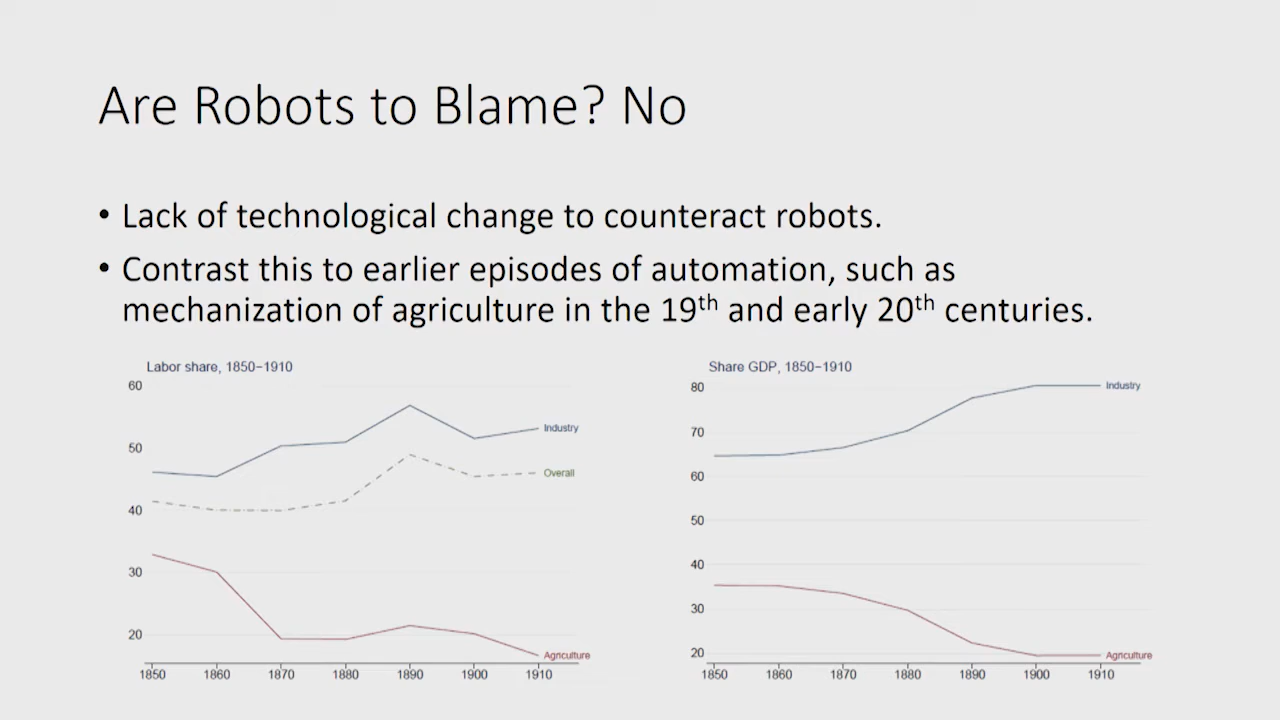 Are Robots to Blame? No
• Lack of technological change to counteract robots.
• Contrast this to earlier episodes of automation, such as
mechanization of agriculture in the 19th and early 20th centuries.
Labor share, 1850−1910
60
50
40
30
20
Industry
Overall
Agriculture
1850 1860 1870 1880 1890 1900 1910
Share GDP, 1850−1910
80
70
60
50
40
30
20
Industry
Agriculture
1850 1860 1870 1880 1890 1900 1910